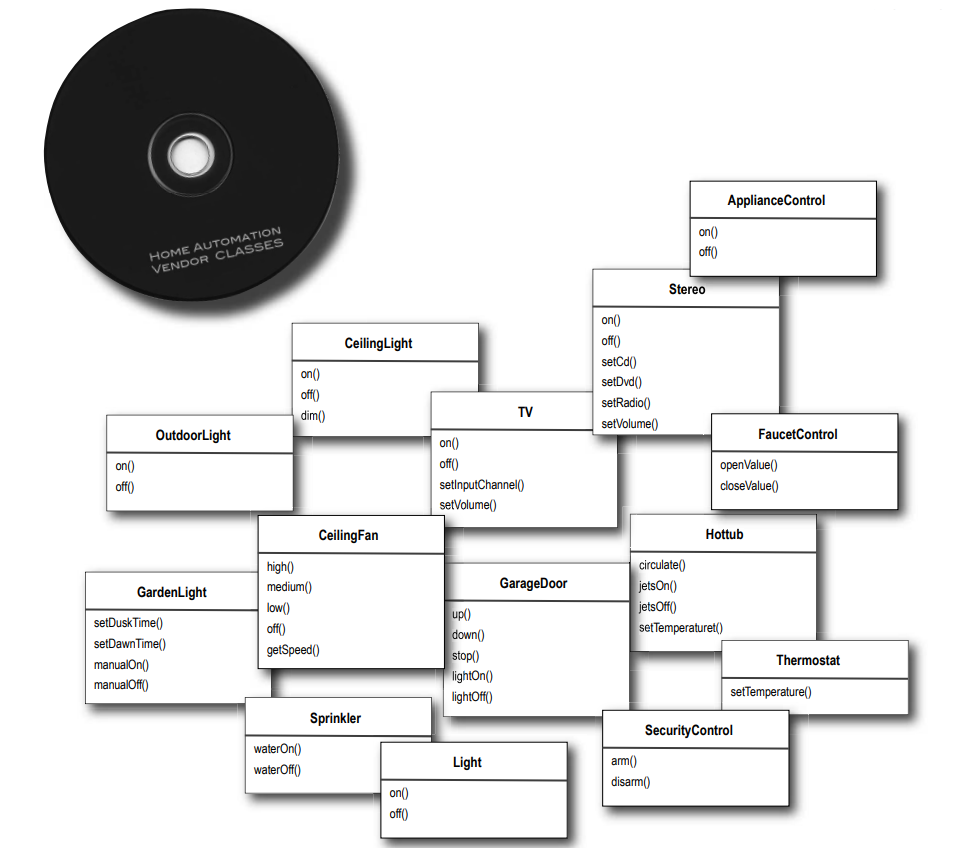 HOME AUTOMATION
VENDOR CLASSES
ApplianceControl
on()
off()
Stereo
on()
off()
setCd()
setDvd()
setRadio()
setVolume()
CeilingLight
on()
off()
dim()
TV
on()
off()
setInputChannel()
setVolume()
OutdoorLight
on()
off()
FaucetControl
openValue()
closeValue()
CeilingFan
high()
medium()
low()
off()
getSpeed()
Hottub
circulate()
jetsOn()
jetsOff()
setTemperaturet()
GardenLight
setDuskTime()
setDawnTime()
manualOn()
manualOff()
GarageDoor
up()
down()
stop()
lightOn()
lightOff()
Thermostat
setTemperature()
Sprinkler
waterOn()
waterOff()
SecurityControl
arm()
disarm()
Light
on()
off()